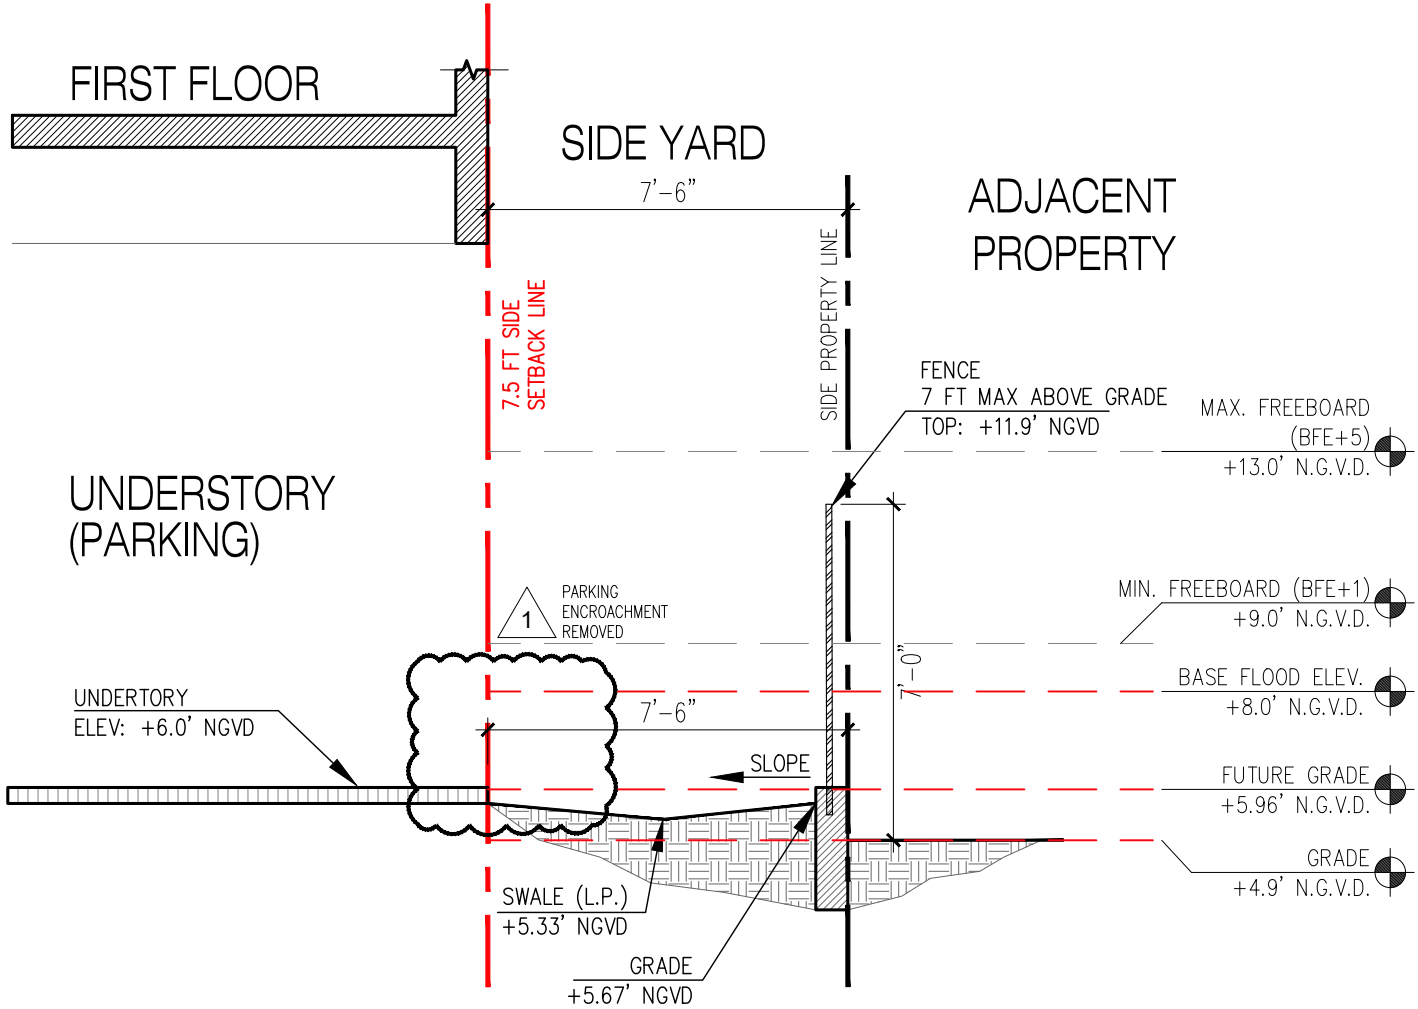 FIRST FLOOR
SIDE YARD
7'-6"
ADJACENT
PROPERTY
7.5 FT SIDE
SETBACK LINE
SIDE PROPERTY LINE
FENCE
7 FT MAX ABOVE GRADE
TOP: +11.9' NGVD
MAX. FREEBOARD
(BFE+5)
+13.0' N.G.V.D.
UNDERSTORY
(PARKING)
1
PARKING
ENCROACHMENT
REMOVED
MIN. FREEBOARD (BFE+1)
+9.0' N.G.V.D.
7'-0"
BASE FLOOD ELEV.
+8.0' N.G.V.D.
UNDERTORY
ELEV: +6.0' NGVD
7'-6"
SLOPE
FUTURE GRADE
+5.96' N.G.V.D.
GRADE
+4.9' N.G.V.D.
SWALE (L.P.)
+5.33' NGVD
GRADE
+5.67' NGVD